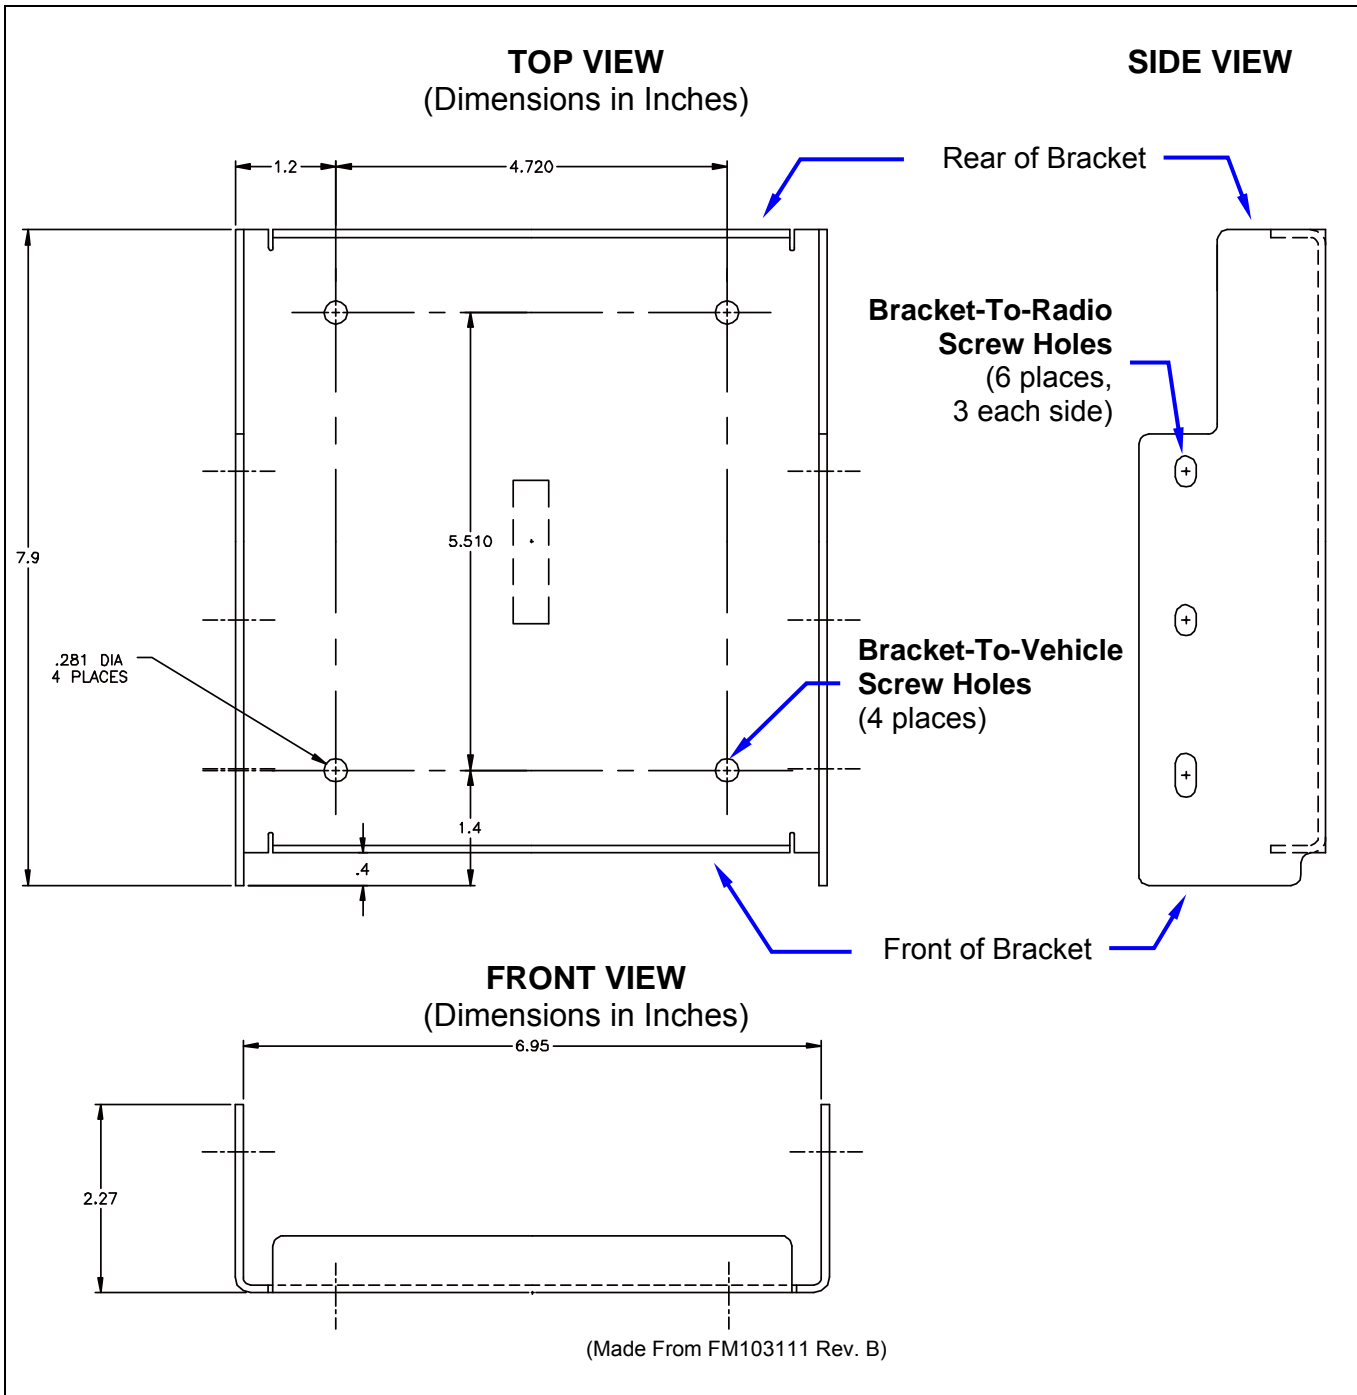 TOP VIEW
(Dimensions in Inches)
SIDE VIEW
1.2
4.720
Rear of Bracket
Bracket-To-Radio
Screw Holes
(6 places,
3 each side)
7.9
5.510
.281 DIA
4 PLACES
Bracket-To-Vehicle
Screw Holes
(4 places)
1.4
.4
Front of Bracket
FRONT VIEW
(Dimensions in Inches)
6.95
2.27
(Made From FM103111 Rev. B)